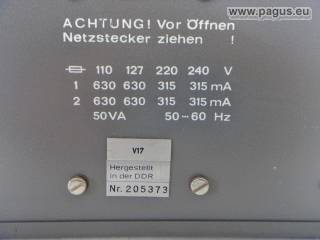 © www.pagus.eu
ACHTUNG! Vor Öffnen
Netzstecker ziehen !
110 127 220 240 V
1 630 630 315 315 mA
2 630 630 315 315 mA
50VA 50-60 Hz
V17
Hergestellt
in der DDR
Nr. 205373